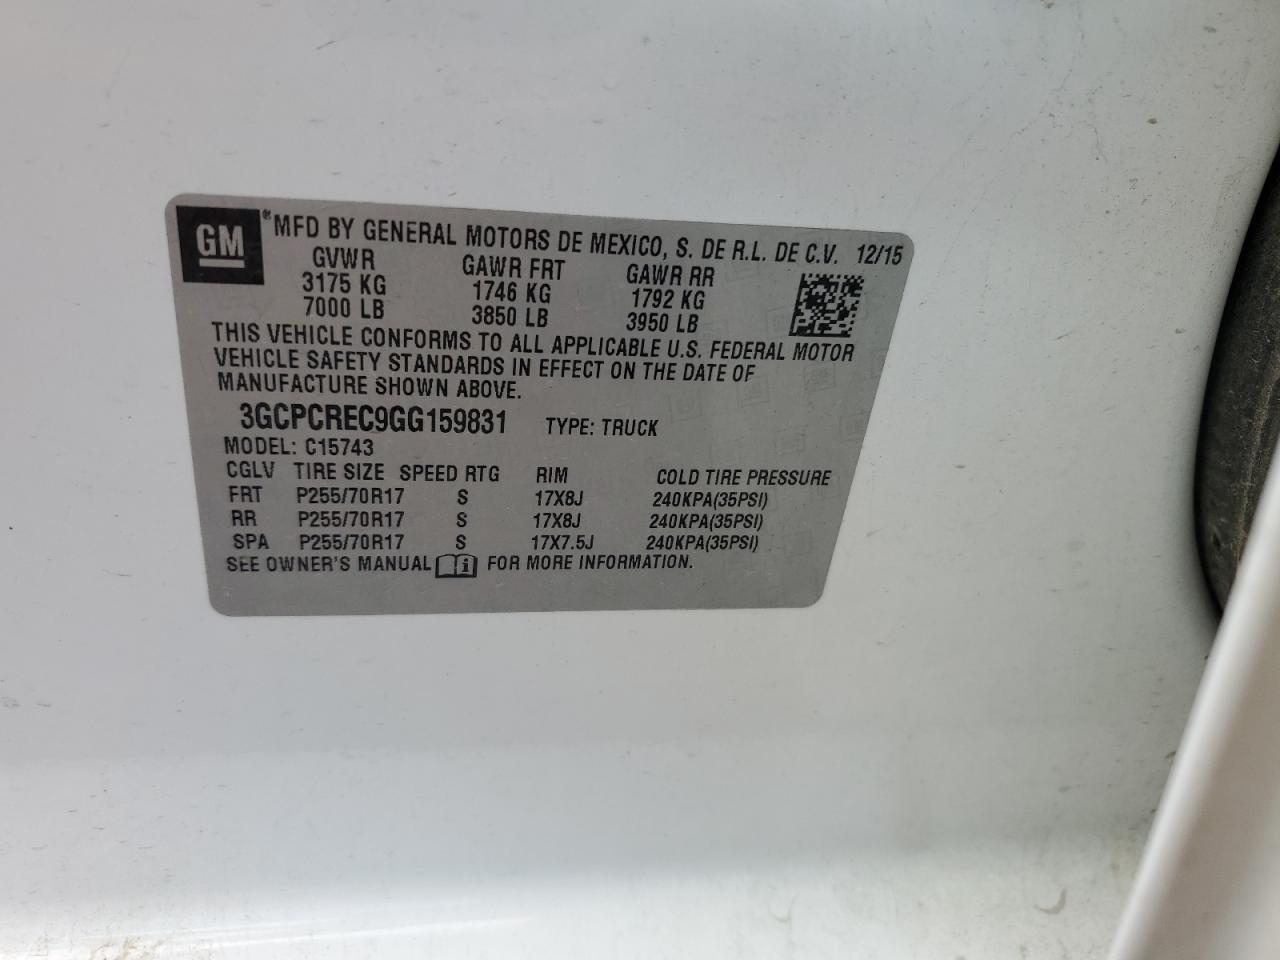 GM ® MFD BY GENERAL MOTORS DE MEXICO, S. DE R.L. DE C.V. 12/15
GVWR GAWR FRT GAWR RR
3175 KG 1746 KG 1792 KG
7000 LB 3850 LB 3950 LB
THIS VEHICLE CONFORMS TO ALL APPLICABLE U.S. FEDERAL MOTOR
VEHICLE SAFETY STANDARDS IN EFFECT ON THE DATE OF
MANUFACTURE SHOWN ABOVE.
3GCPCREC9GG159831 TYPE: TRUCK
MODEL: C15743
CGLV TIRE SIZE SPEED RTG RIM COLD TIRE PRESSURE
FRT P255/70R17 S 17X8J 240KPA(35PSI)
RR P255/70R17 S 17X8J 240KPA(35PSI)
SPA P255/70R17 S 17X7.5J 240KPA(35PSI)
SEE OWNER'S MANUAL i FOR MORE INFORMATION.